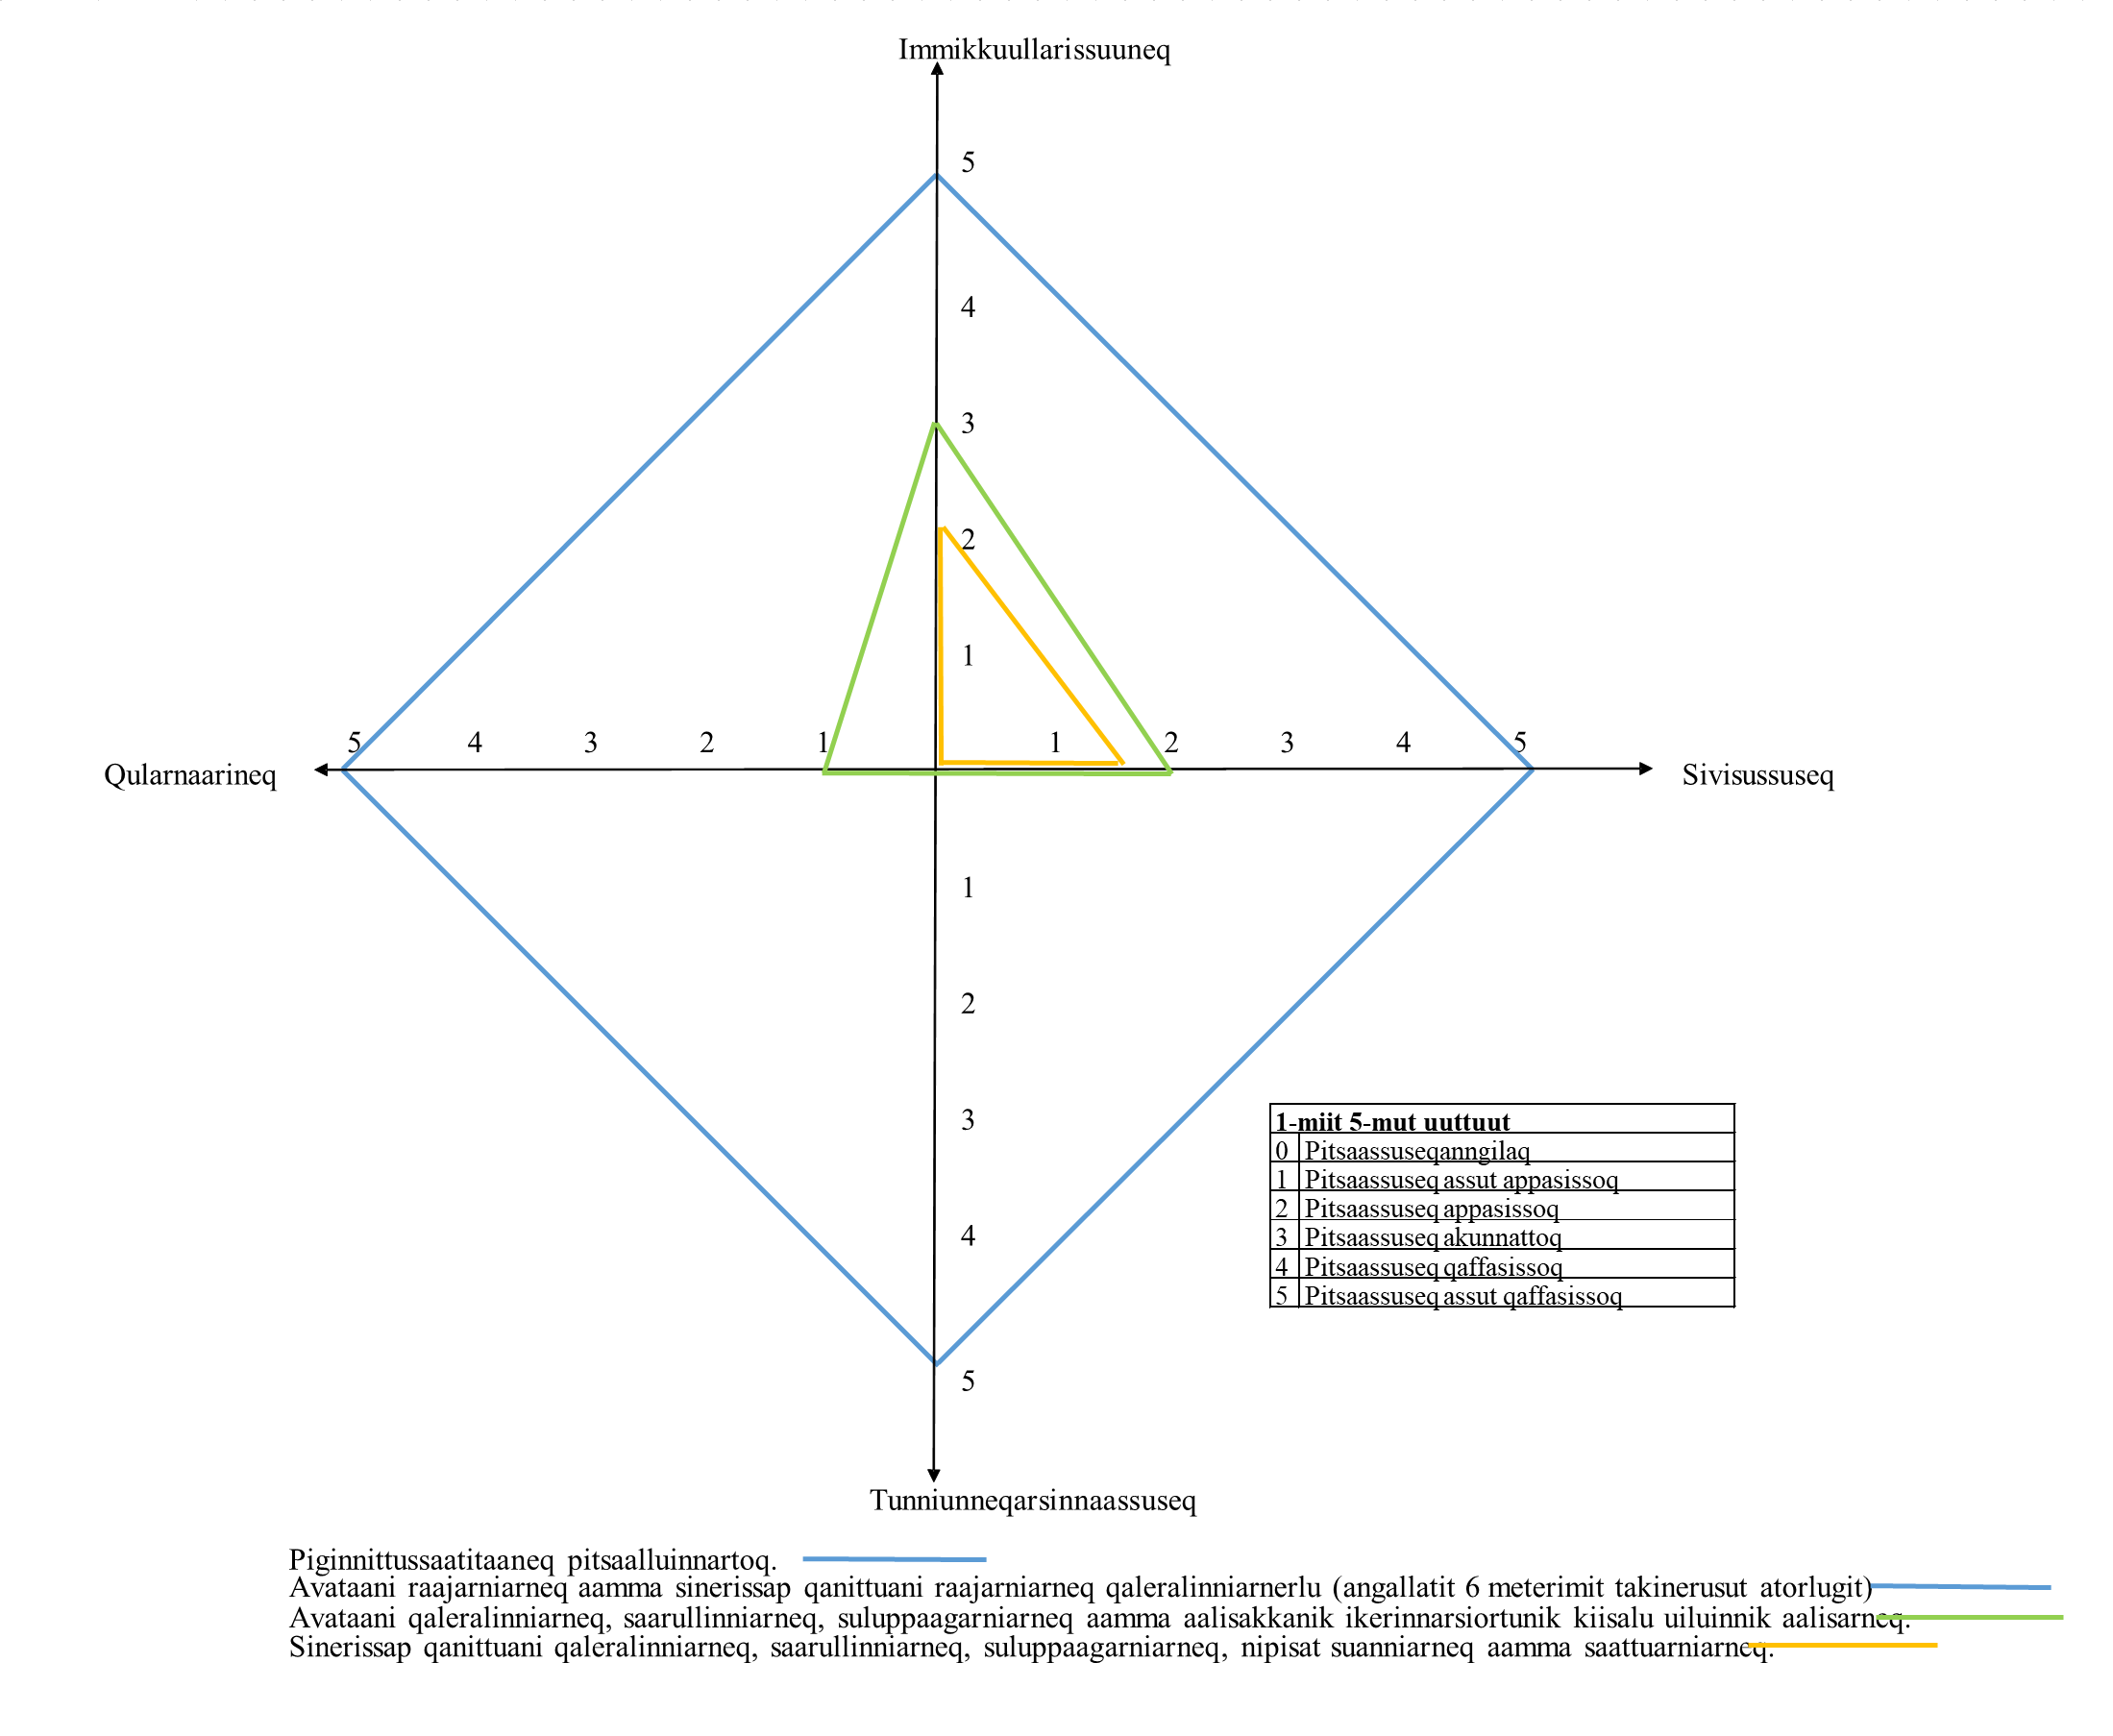 Immikkuullarissuuneq
5
4
3
2
1
5 4 3 2 1 1 2 3 4 5
Qularnaarineq Sivisussuseq
1
2
3
4
5
1-miit 5-mut uuttuut
0 Pitsaassuseqanngilaq
1 Pitsaassuseq assut appasissoq
2 Pitsaassuseq appasissoq
3 Pitsaassuseq akunnattoq
4 Pitsaassuseq qaffasissoq
5 Pitsaassuseq assut qaffasissoq
Tunniunneqarsinnaassuseq
Piginnittussaatitaaneq pitsaalluinnartoq.
Avataani raajarniarneq aamma sinerissap qanittuani raajarniarneq qaleralinniarnerlu (angallatit 6 meterimit takinerusut atorlugit)
Avataani qaleralinniarneq, saarullinniarneq, suluppaagarniarneq aamma aalisakkanik ikerinnarsiortunik kiisalu uiluinnik aalisarneq.
Sinerissap qanittuani qaleralinniarneq, saarullinniarneq, suluppaagarniarneq, nipisat suanniarneq aamma saattuarniarneq.